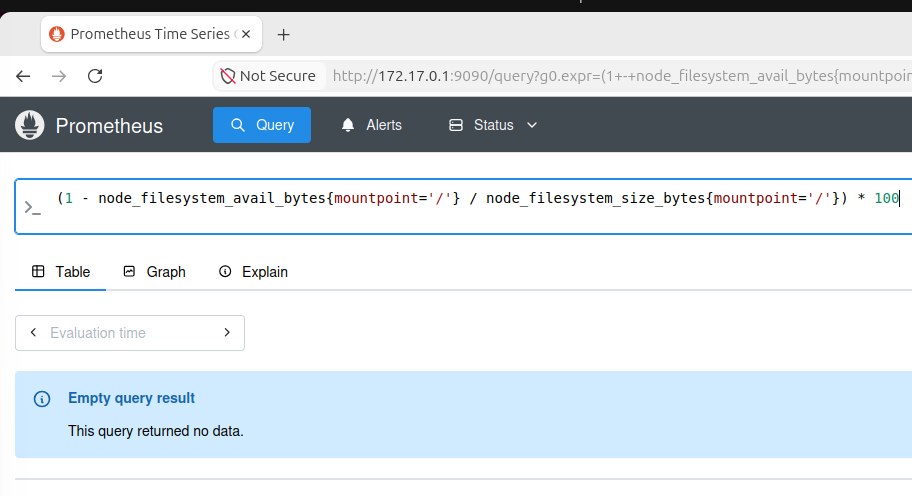 Prometheus Time Series
Not Secure http://172.17.0.1:9090/query?g0.expr=(1+-+node_filesystem_avail_bytes{mountpoin
Prometheus Query Alerts Status
>_ (1 - node_filesystem_avail_bytes{mountpoint='/'} / node_filesystem_size_bytes{mountpoint='/'}) * 100
Table Graph Explain
Evaluation time
Empty query result
This query returned no data.